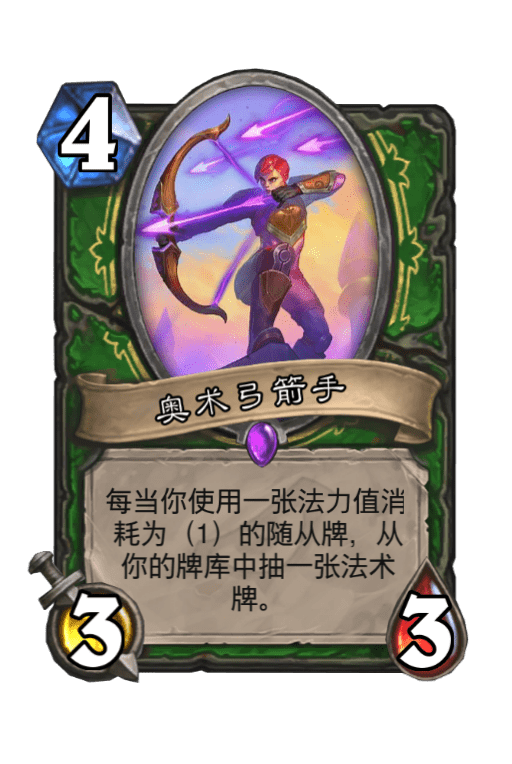 4
奥术弓箭手
每当你使用一张法力值消
耗为（1）的随从牌，从
你的牌库中抽一张法术
牌。
3
3